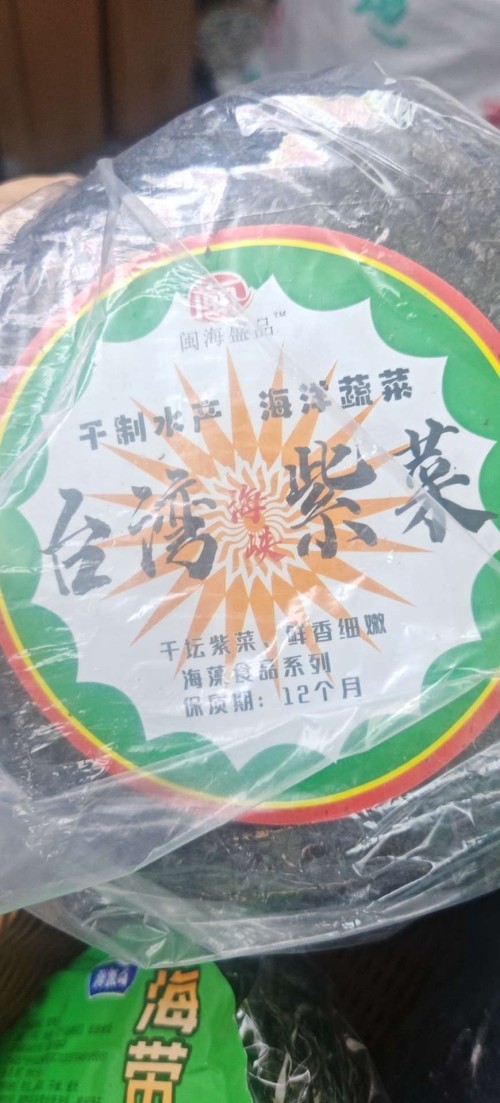 闽海盛品™
干制水产 海洋蔬菜
台湾海峡紫菜
干坛紫菜、鲜香细嫩
海藻食品系列
保质期：12个月
海带